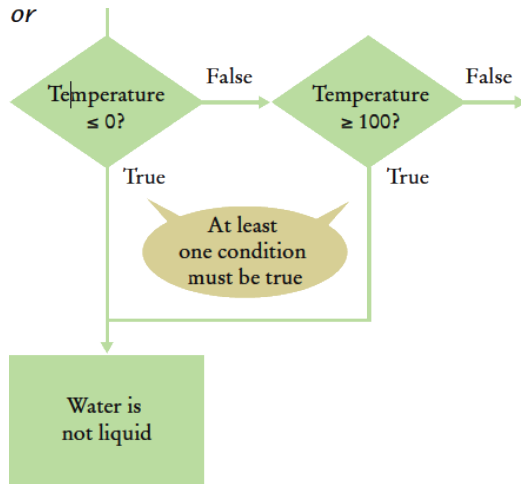 or
Temperature
≤ 0?
False
Temperature
≥ 100?
False
True
True
At least
one condition
must be true
Water is
not liquid